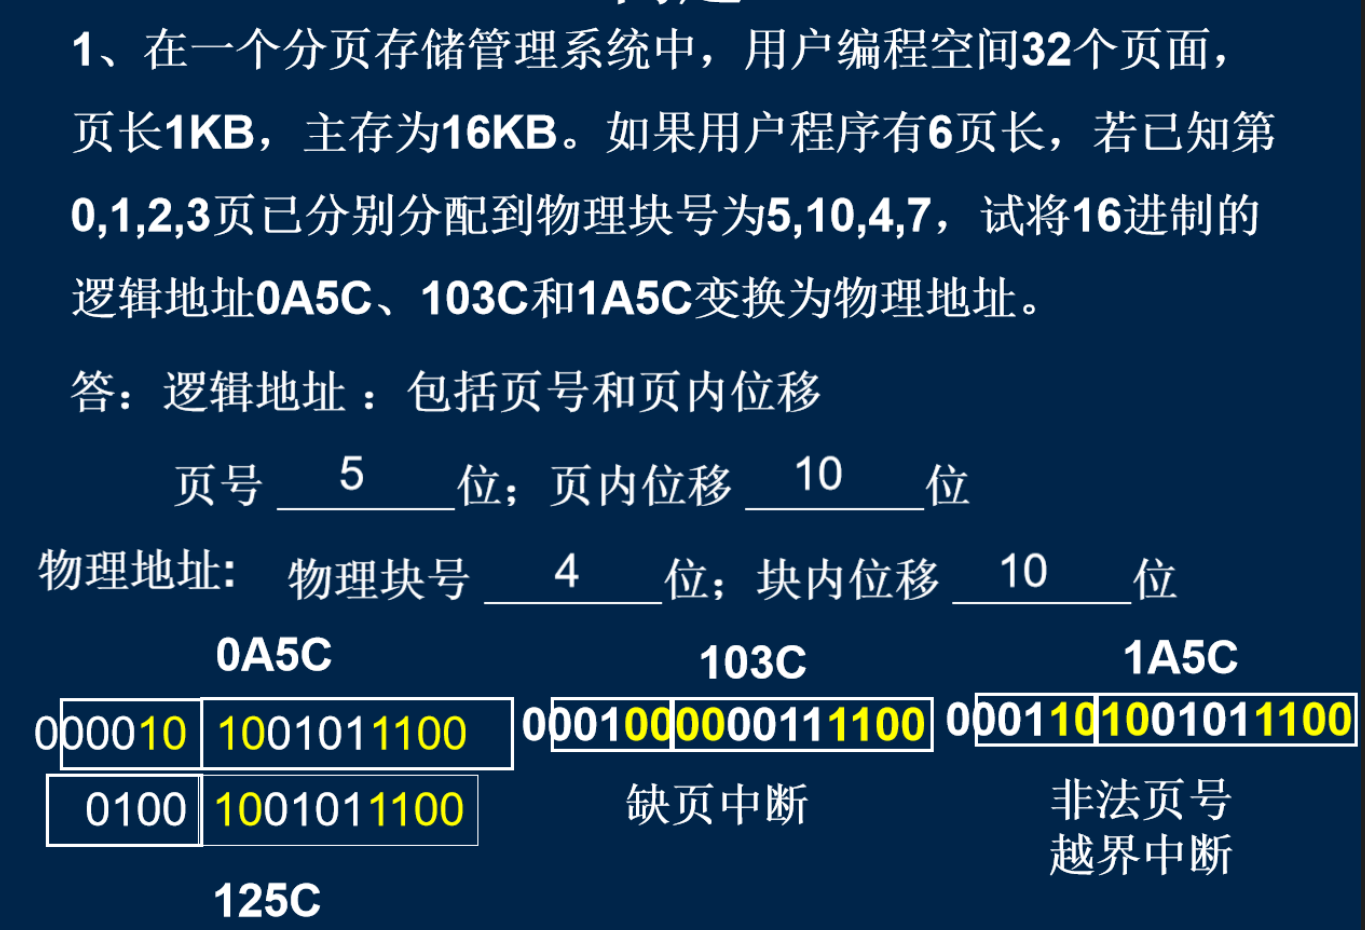 1、在一个分页存储管理系统中，用户编程空间32个页面，
页长1KB，主存为16KB。如果用户程序有6页长，若已知第
0,1,2,3页已分别分配到物理块号为5,10,4,7，试将16进制的
逻辑地址0A5C、103C和1A5C变换为物理地址。
答：逻辑地址 ：包括页号和页内位移
页号 5 位；页内位移 10 位
物理地址: 物理块号 4 位；块内位移 10 位
0A5C 103C 1A5C
000010 1001011100 0001000000111100 0001101001011100
0100 1001011100 缺页中断 非法页号
越界中断
125C